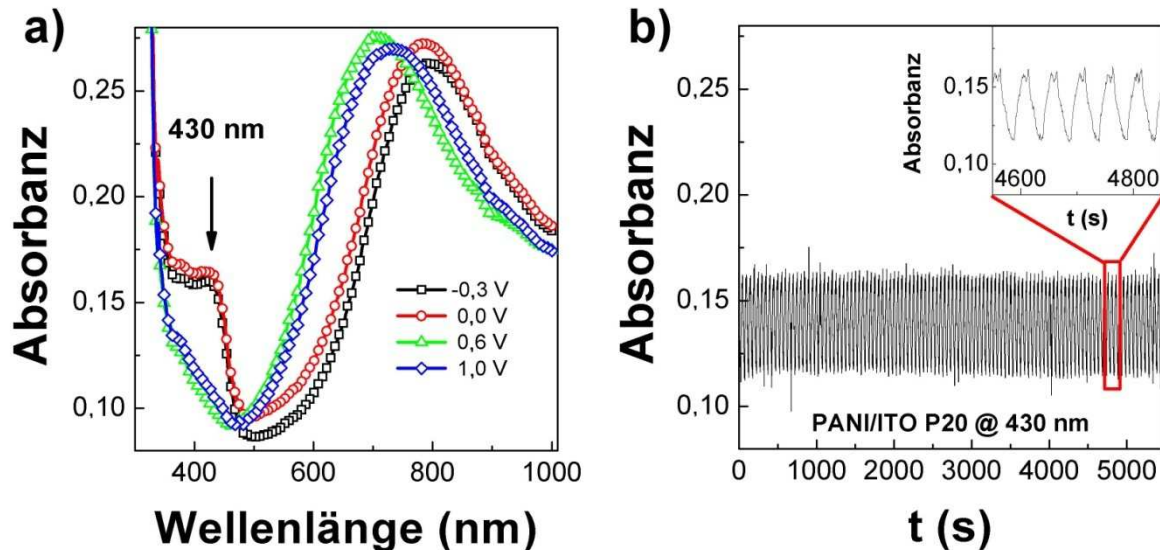 a)
0,25
0,20
0,15
0,10
Absorbanz
430 nm
-0,3 V
0,0 V
0,6 V
1,0 V
400 600 800 1000
Wellenlänge (nm)
b)
0,25
0,20
0,15
0,10
Absorbanz
Absorbanz
0,15
0,10
4600 4800
t (s)
PANI/ITO P20 @ 430 nm
0 1000 2000 3000 4000 5000
t (s)